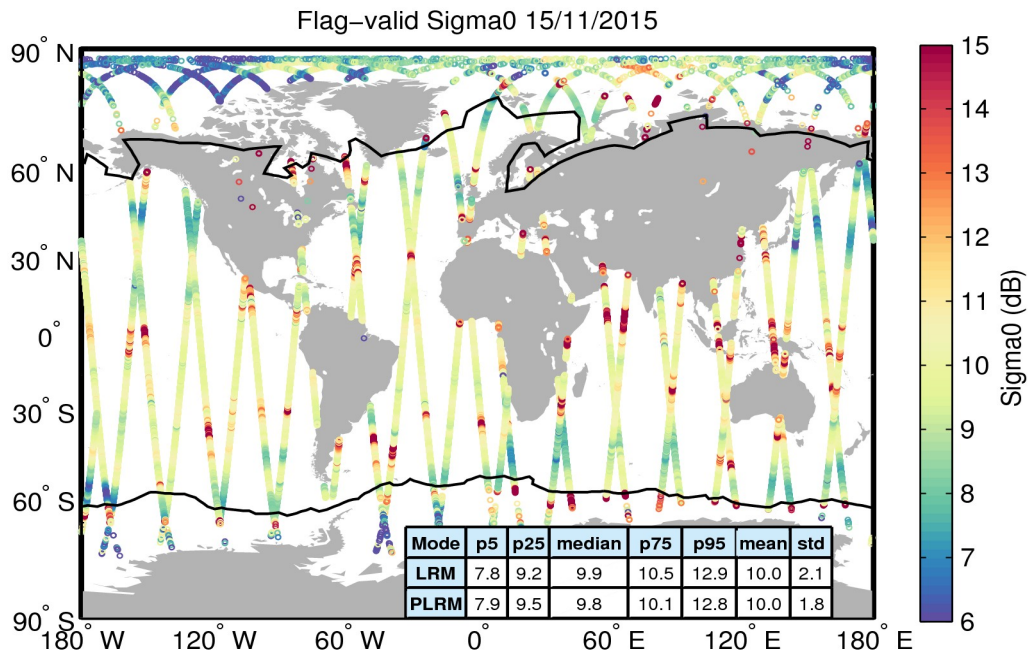 Flag−valid Sigma0 15/11/2015
90° N
60° N
30° N
0°
30° S
60° S
90° S
180° W
120° W
60° W
0°
60° E
120° E
180° E
15
14
13
12
11
10
9
8
7
6
Sigma0 (dB)
Mode p5 p25 median p75 p95 mean std
LRM 7.8 9.2 9.9 10.5 12.9 10.0 2.1
PLRM 7.9 9.5 9.8 10.1 12.8 10.0 1.8